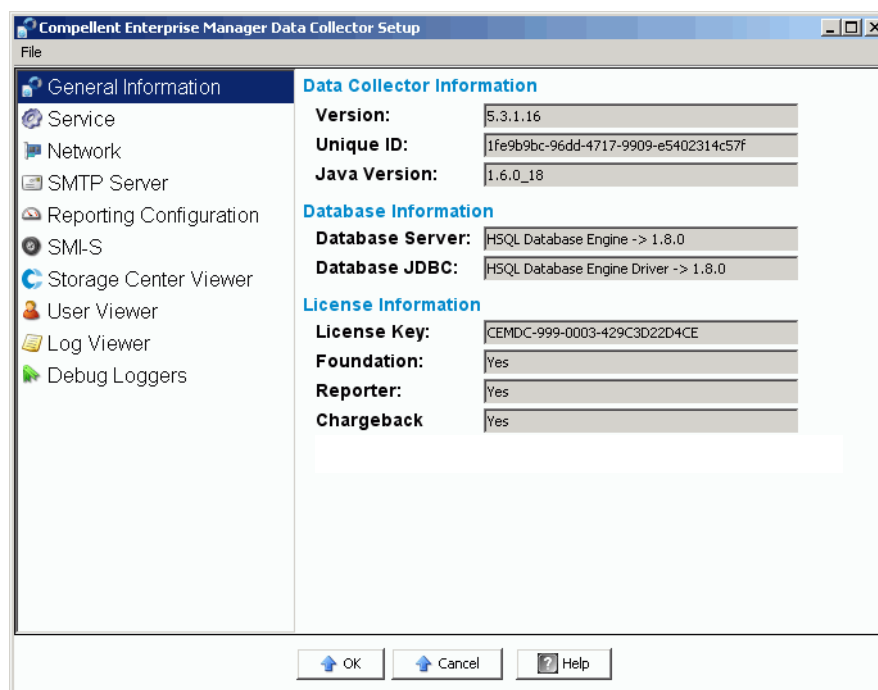 Compellent Enterprise Manager Data Collector Setup
File
General Information
Service
Network
SMTP Server
Reporting Configuration
SMI-S
Storage Center Viewer
User Viewer
Log Viewer
Debug Loggers
Data Collector Information
Version: 5.3.1.16
Unique ID: 1fe9b9bc-96dd-4717-9909-e5402314c57f
Java Version: 1.6.0_18
Database Information
Database Server: HSQL Database Engine -> 1.8.0
Database JDBC: HSQL Database Engine Driver -> 1.8.0
License Information
License Key: CEMDC-999-0003-429C3D22D4CE
Foundation: Yes
Reporter: Yes
Chargeback Yes
OK Cancel Help